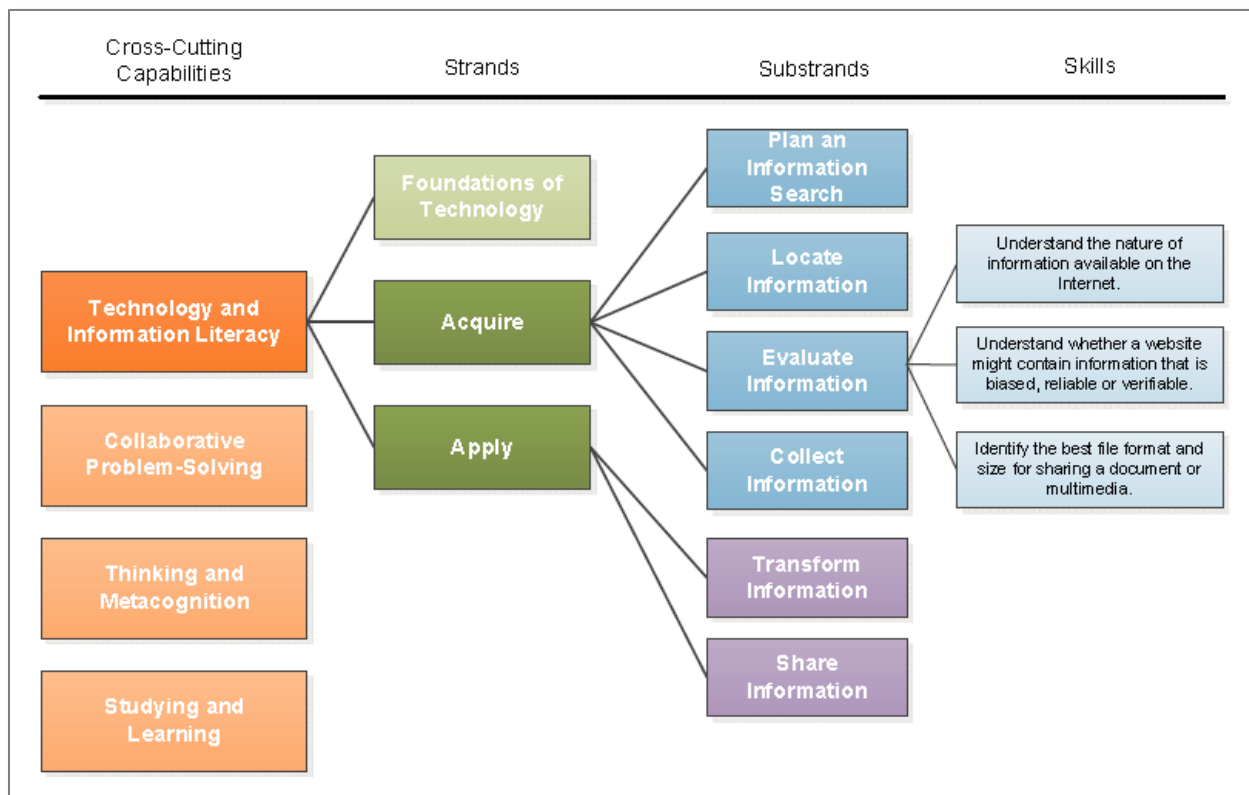 Cross-Cutting
Capabilities
Strands
Substrands
Skills
Technology and
Information Literacy
Collaborative
Problem-Solving
Thinking and
Metacognition
Studying and
Learning
Foundations of
Technology
Acquire
Apply
Plan an
Information
Search
Locate
Information
Evaluate
Information
Collect
Information
Transform
Information
Share
Information
Understand the nature of
information available on the
Internet.
Understand whether a website
might contain information that is
biased, reliable or verifiable.
Identify the best file format and
size for sharing a document or
multimedia.